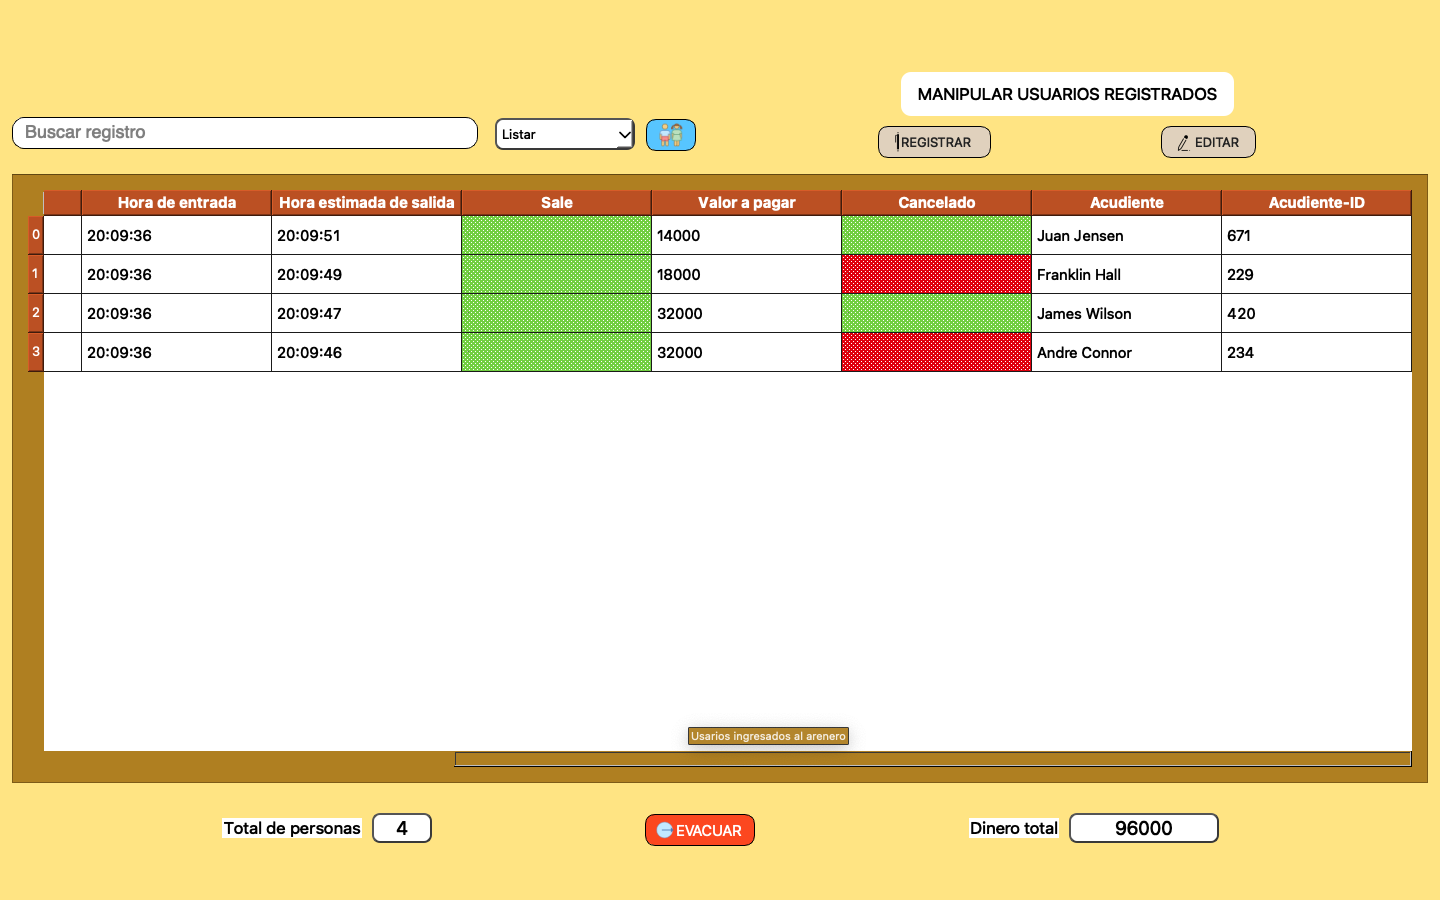 MANIPULAR USUARIOS REGISTRADOS
Buscar registro
Listar
REGISTRAR
EDITAR
Hora de entrada Hora estimada de salida Sale Valor a pagar Cancelado Acudiente Acudiente-ID
0 20:09:36 20:09:51 14000 Juan Jensen 671
1 20:09:36 20:09:49 18000 Franklin Hall 229
2 20:09:36 20:09:47 32000 James Wilson 420
3 20:09:36 20:09:46 32000 Andre Connor 234
Usarios ingresados al arenero
Total de personas 4
EVACUAR
Dinero total 96000